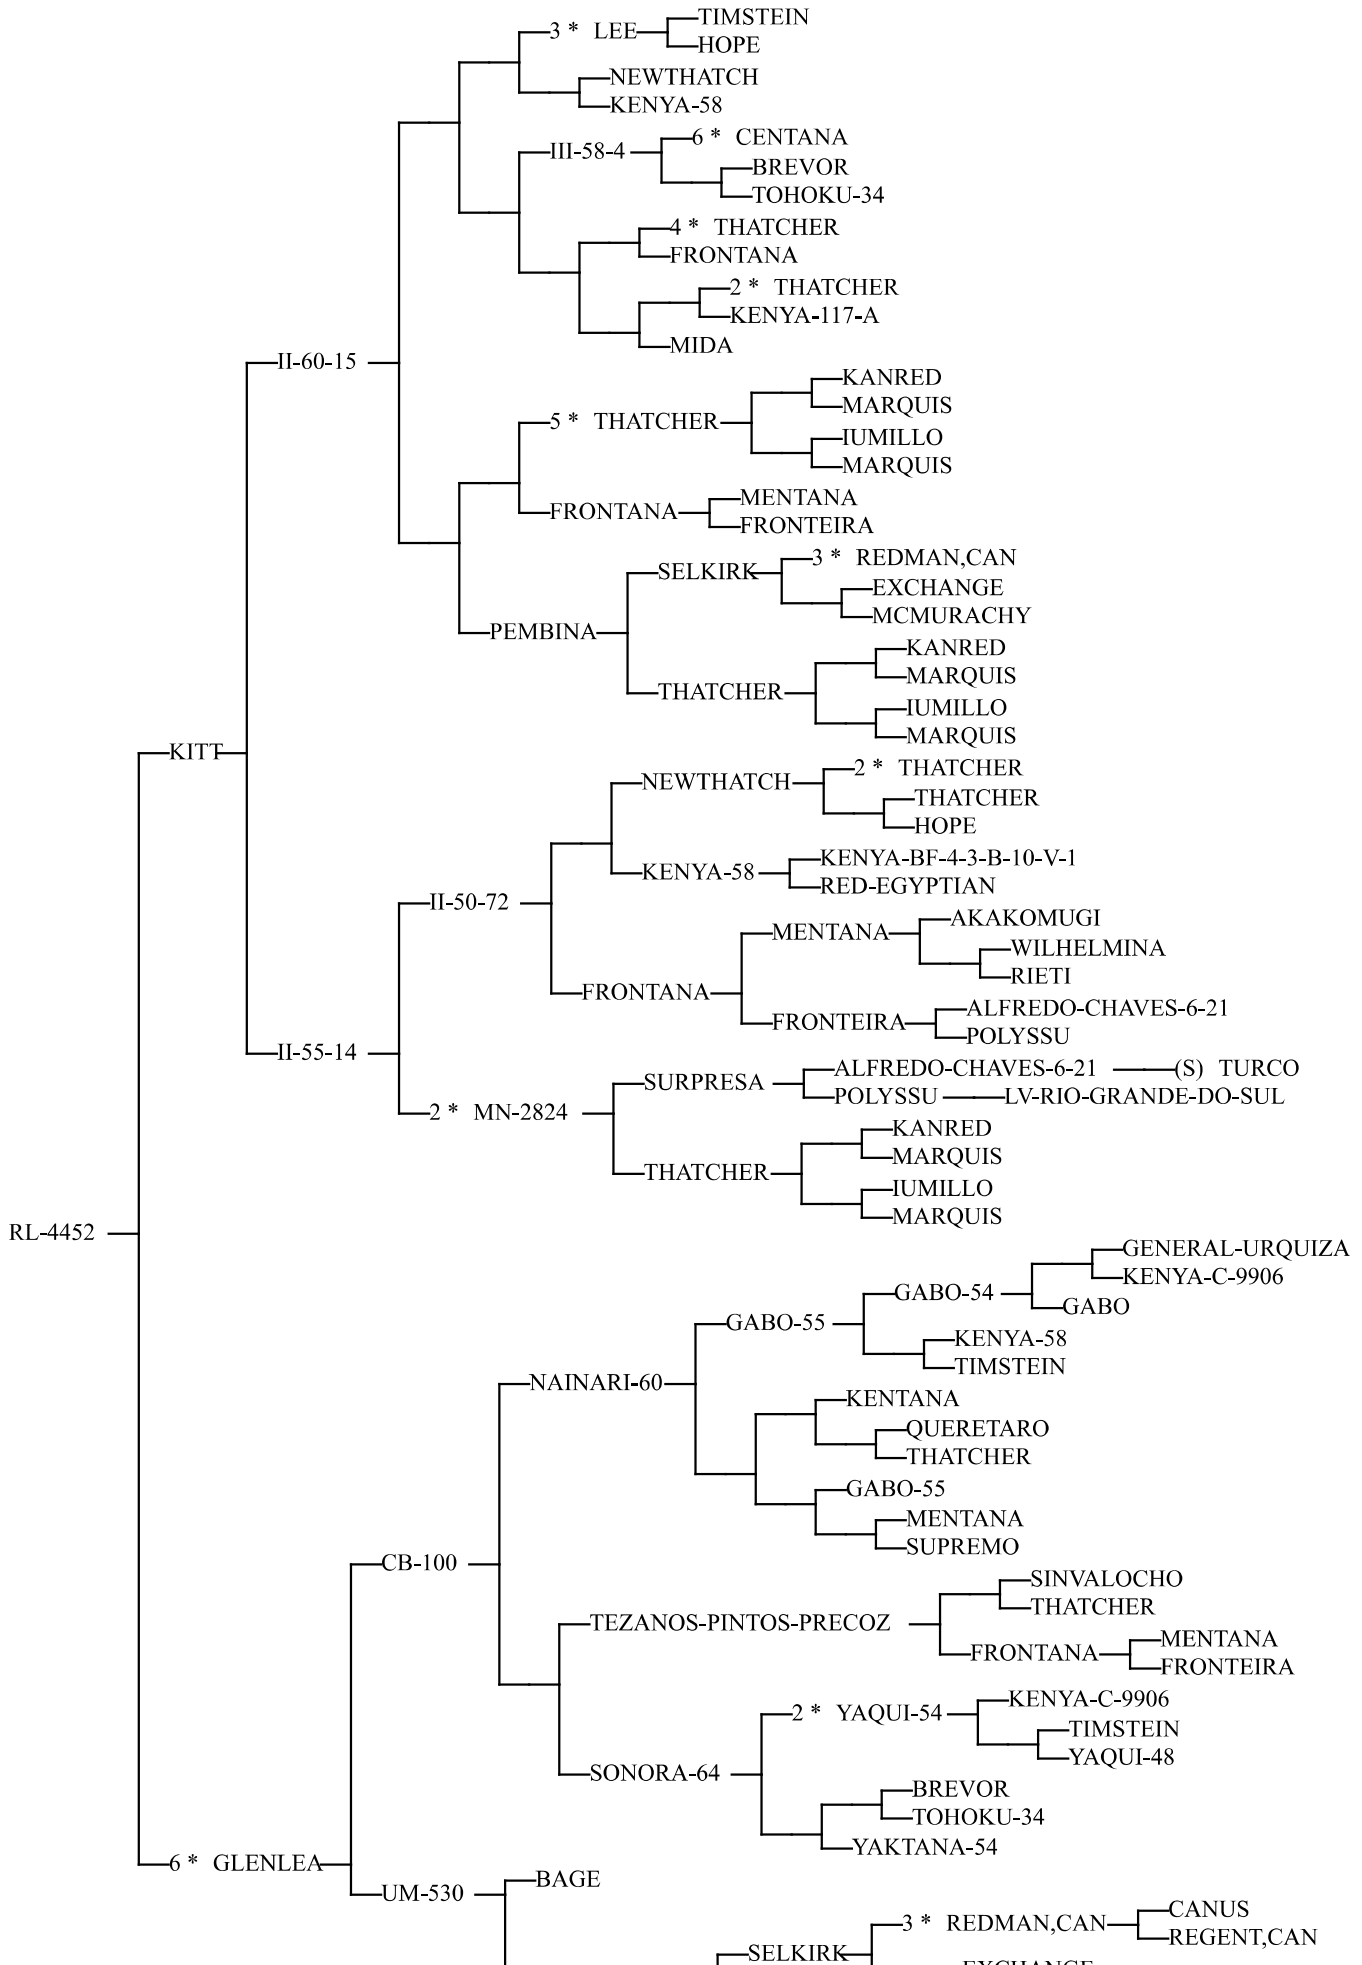 TIMSTEIN
3 * LEE
HOPE
NEWTHATCH
KENYA-58
6 * CENTANA
III-58-4
BREVOR
TOHOKU-34
4 * THATCHER
FRONTANA
2 * THATCHER
KENYA-117-A
MIDA
II-60-15
KANRED
MARQUIS
5 * THATCHER
IUMILLO
MARQUIS
MENTANA
FRONTANA
FRONTEIRA
3 * REDMAN,CAN
SELKIRK
EXCHANGE
MCMURACHY
PEMBINA
KANRED
MARQUIS
THATCHER
IUMILLO
MARQUIS
KITT
2 * THATCHER
NEWTHATCH
THATCHER
HOPE
KENYA-BF-4-3-B-10-V-1
KENYA-58
RED-EGYPTIAN
II-50-72
AKAKOMUGI
MENTANA
WILHELMINA
RIETI
FRONTANA
ALFREDO-CHAVES-6-21
FRONTEIRA
POLYSSU
II-55-14
ALFREDO-CHAVES-6-21 (S) TURCO
SURPRESA
POLYSSU LV-RIO-GRANDE-DO-SUL
2 * MN-2824
KANRED
MARQUIS
THATCHER
IUMILLO
MARQUIS
RL-4452
GENERAL-URQUIZA
KENYA-C-9906
GABO-54
GABO
GABO-55
KENYA-58
TIMSTEIN
NAINARI-60
KENTANA
QUERETARO
THATCHER
GABO-55
MENTANA
SUPREMO
CB-100
SINVALOCHO
THATCHER
TEZANOS-PINTOS-PRECOZ
MENTANA
FRONTANA
FRONTEIRA
KENYA-C-9906
2 * YAQUI-54
TIMSTEIN
YAQUI-48
SONORA-64
BREVOR
TOHOKU-34
YAKTANA-54
6 * GLENLEA
BAGE
UM-530
CANUS
3 * REDMAN,CAN
REGENT,CAN
SELKIRK
EXCHANGE